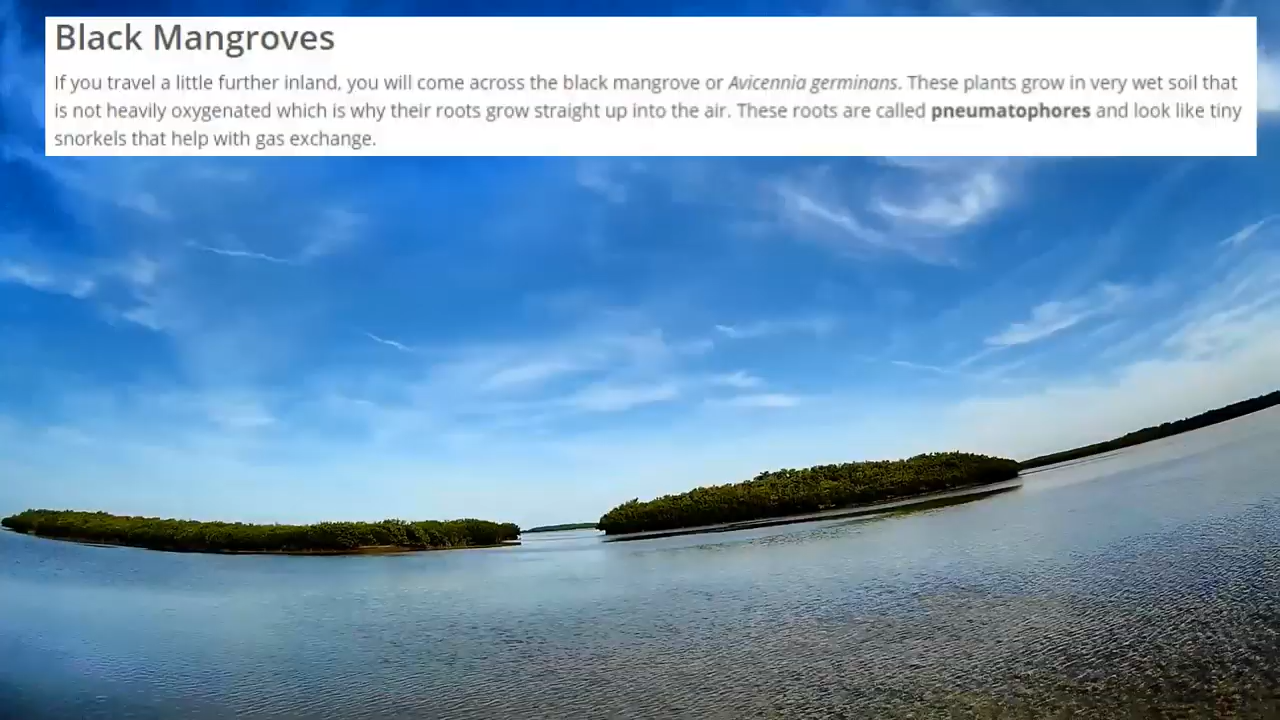 Black Mangroves
If you travel a little further inland, you will come across the black mangrove or Avicennia germinans. These plants grow in very wet soil that
is not heavily oxygenated which is why their roots grow straight up into the air. These roots are called pneumatophores and look like tiny
snorkels that help with gas exchange.